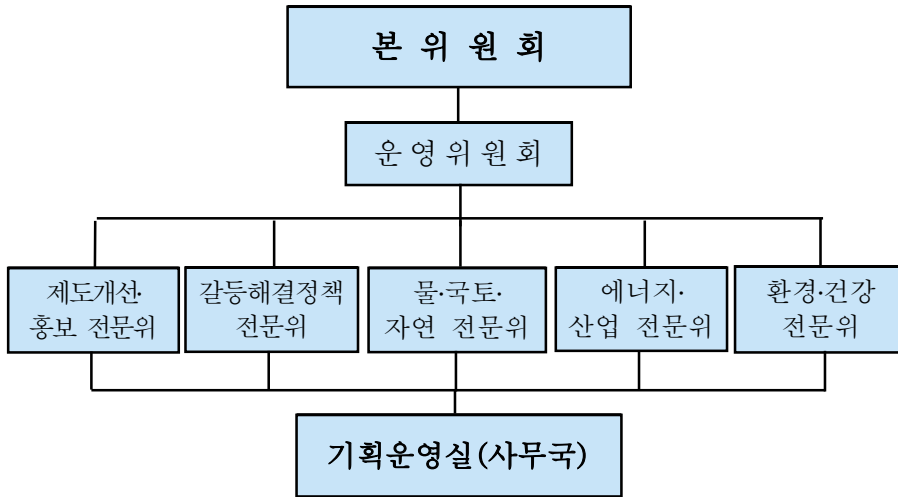 본 위 원 회
운영위원회
제도개선·
홍보 전문위
갈등해결정책
전문위
물·국토·
자연 전문위
에너지·
산업 전문위
환경·건강
전문위
기획운영실(사무국)